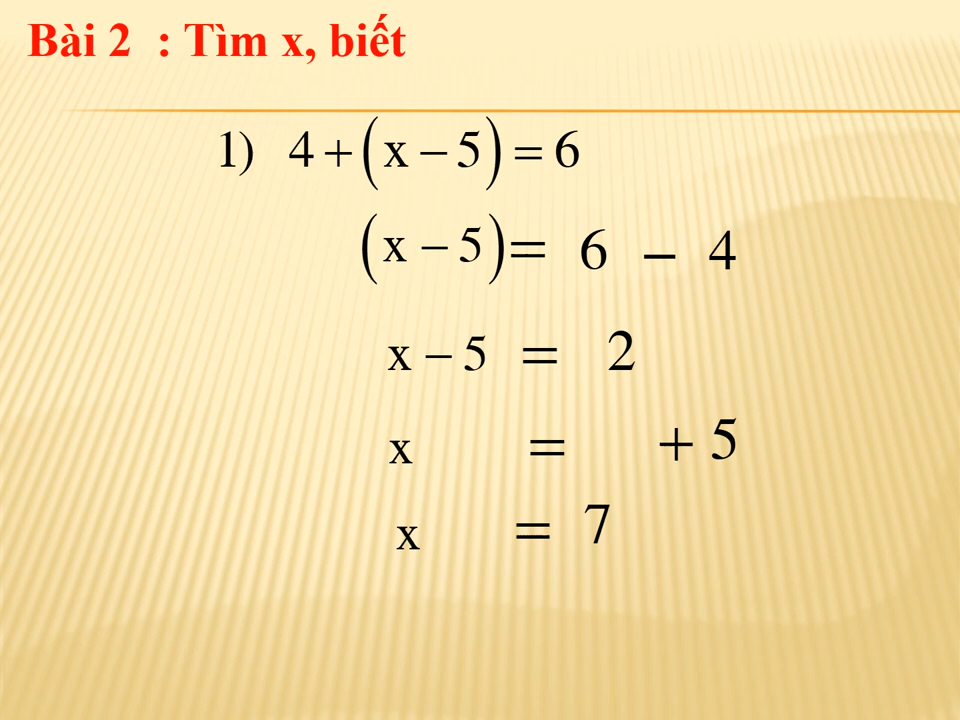 Bài 2 : Tìm x, biết
1) 4 + (x − 5) = 6
(x − 5) = 6 − 4
x − 5 = 2
x = + 5
x = 7